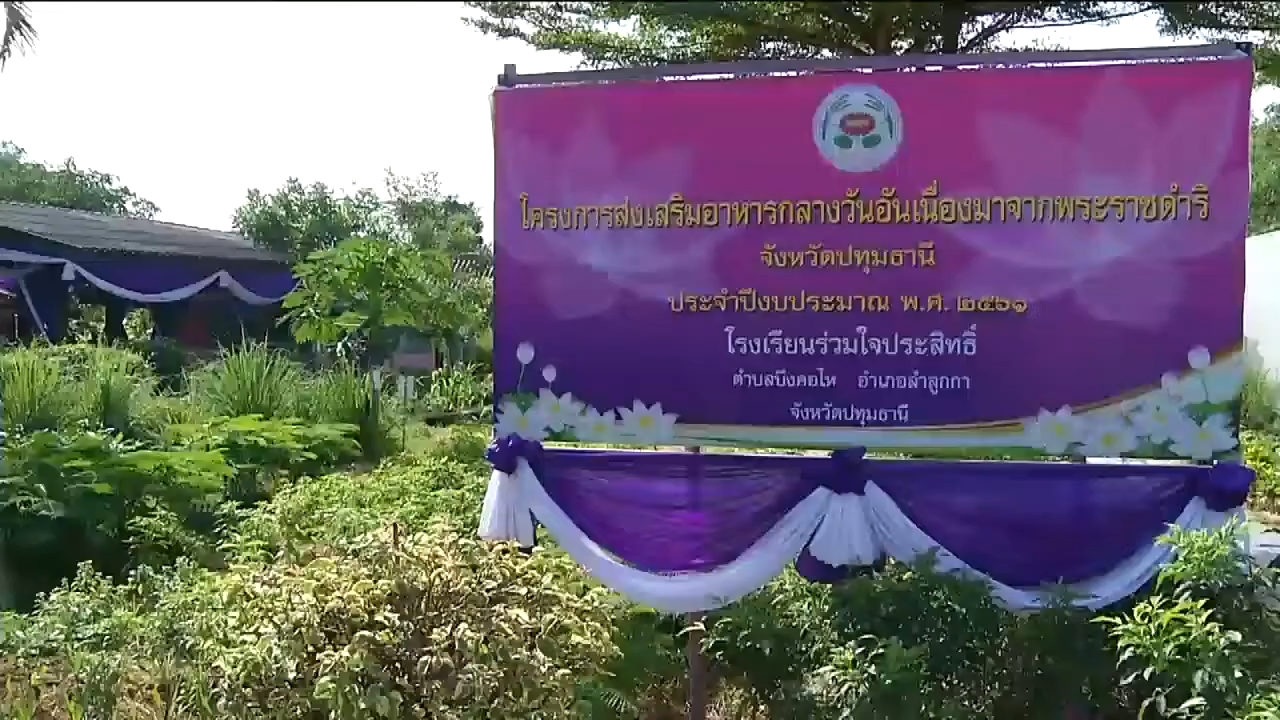 โครงการส่งเสริมอาหารกลางวันอันเนื่องมาจากพระราชดำริ
จังหวัดปทุมธานี
ประจำปีงบประมาณ พ.ศ. ๒๕๖๑
โรงเรียนร่วมใจประสิทธิ์
ตำบลบึงคอไห อำเภอลำลูกกา
จังหวัดปทุมธานี